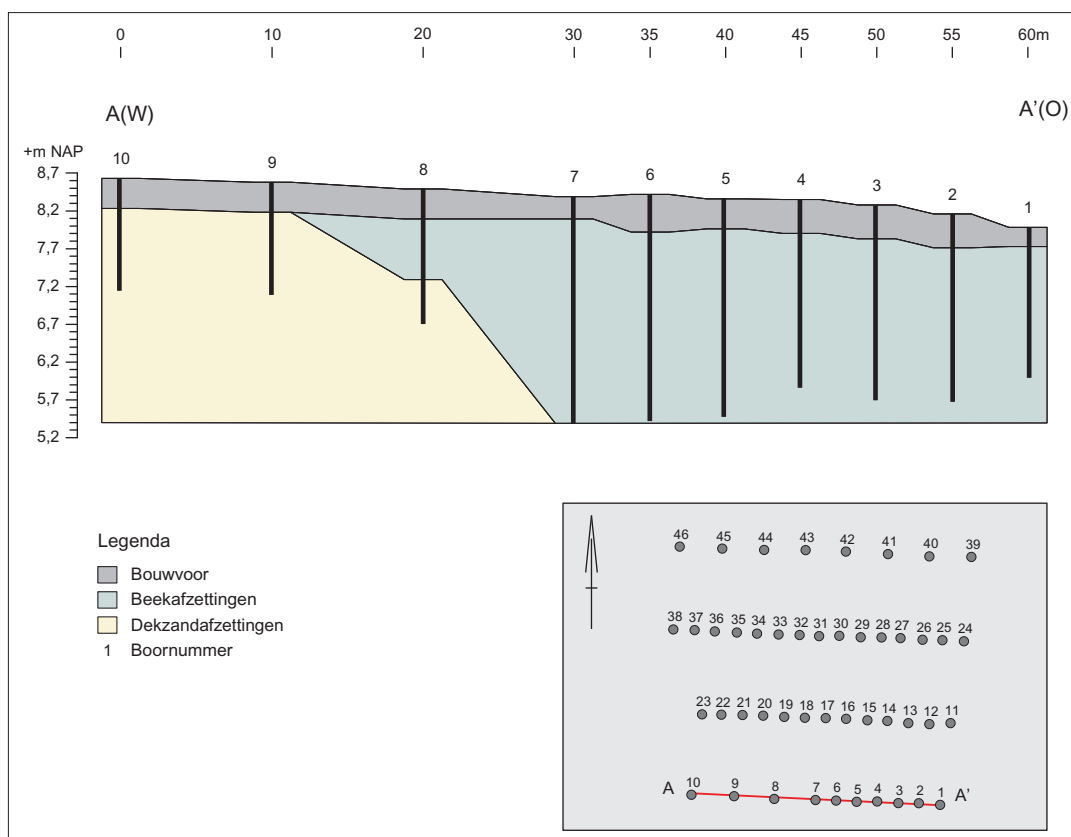 0 10 20 30 35 40 45 50 55 60m
A(W) A'(O)
+m NAP
10 9 8 7 6 5 4 3 2 1
8,7
8,2
7,7
7,2
6,7
6,2
5,7
5,2
Legenda
Bouwvoor
Beekafzettingen
Dekzandafzettingen
1 Boornummer
46 45 44 43 42 41 40 39
38 37 36 35 34 33 32 31 30 29 28 27 26 25 24
23 22 21 20 19 18 17 16 15 14 13 12 11
A 10 9 8 7 6 5 4 3 2 1 A'